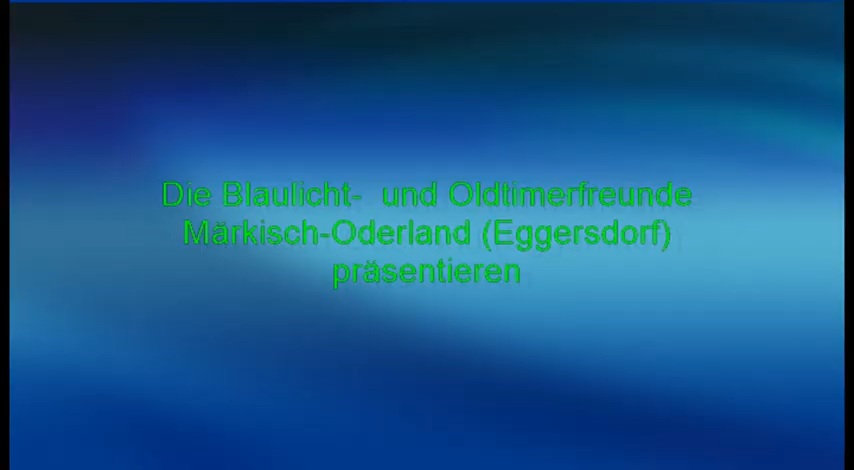 Die Blaulicht-  und Oldtimerfreunde
Märkisch-Oderland (Eggersdorf)
präsentieren